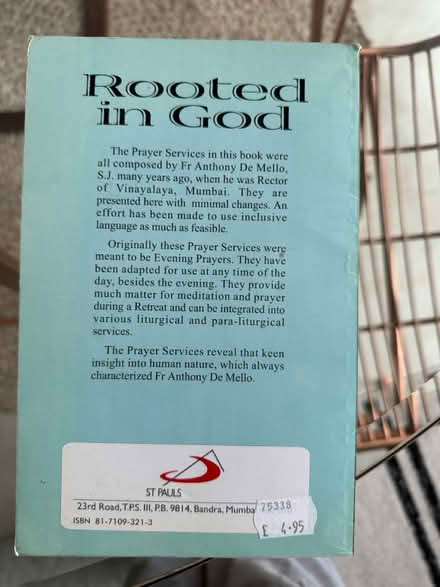 Rooted
in God
The Prayer Services in this book were
all composed by Fr Anthony De Mello,
S.J. many years ago, when he was Rector
of Vinayalaya, Mumbai. They are
presented here with minimal changes. An
effort has been made to use inclusive
language as much as feasible.
Originally these Prayer Services were
meant to be Evening Prayers. They have
been adapted for use at any time of the
day, besides the evening. They provide
much matter for meditation and prayer
during a Retreat and can be integrated into
various liturgical and para-liturgical
services.
The Prayer Services reveal that keen
insight into human nature, which always
characterized Fr Anthony De Mello.
ST PAULS
23rd Road, T.P.S. III, P.B. 9814, Bandra, Mumba
ISBN 81-7109-321-3
75338
£ 4.95